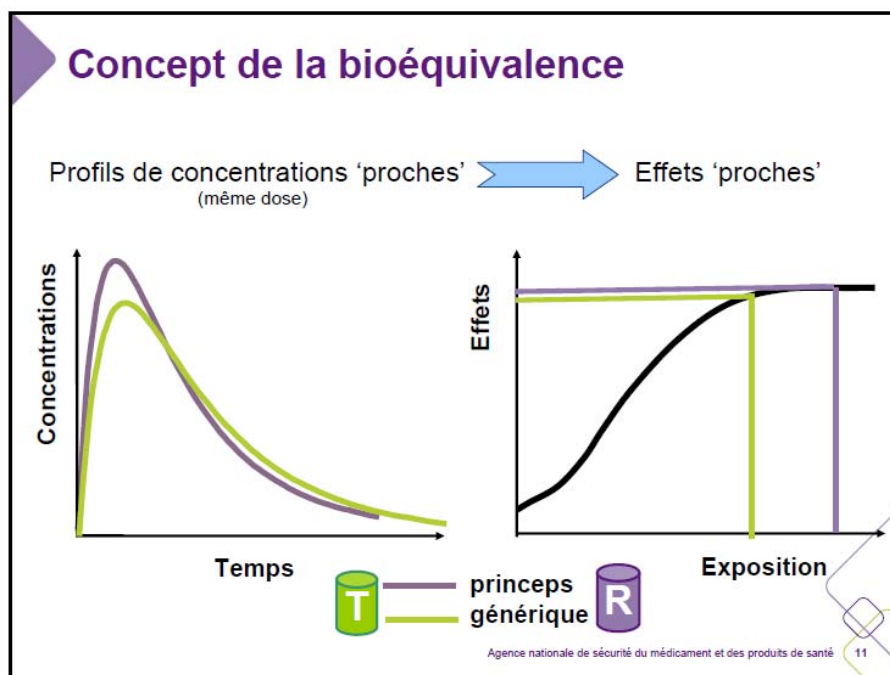 Concept de la bioéquivalence
Profils de concentrations ‘proches’
(même dose)
Effets ‘proches’
Concentrations
Temps
Effets
Exposition
T
princeps
générique
R
Agence nationale de sécurité du médicament et des produits de santé
11